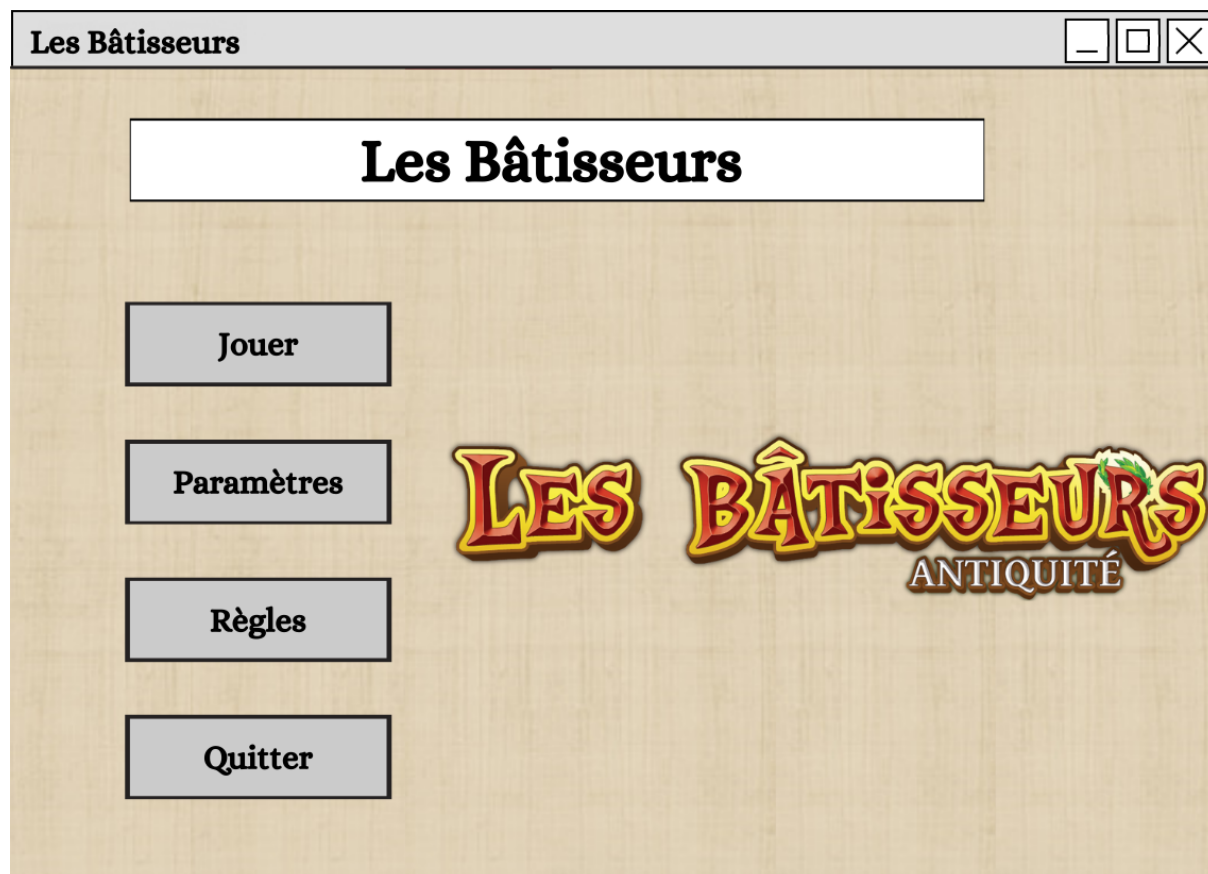 Les Bâtisseurs
Les Bâtisseurs
Jouer
Paramètres
Règles
Quitter
LES BÂTiSSEURS
ANTIQUITÉ